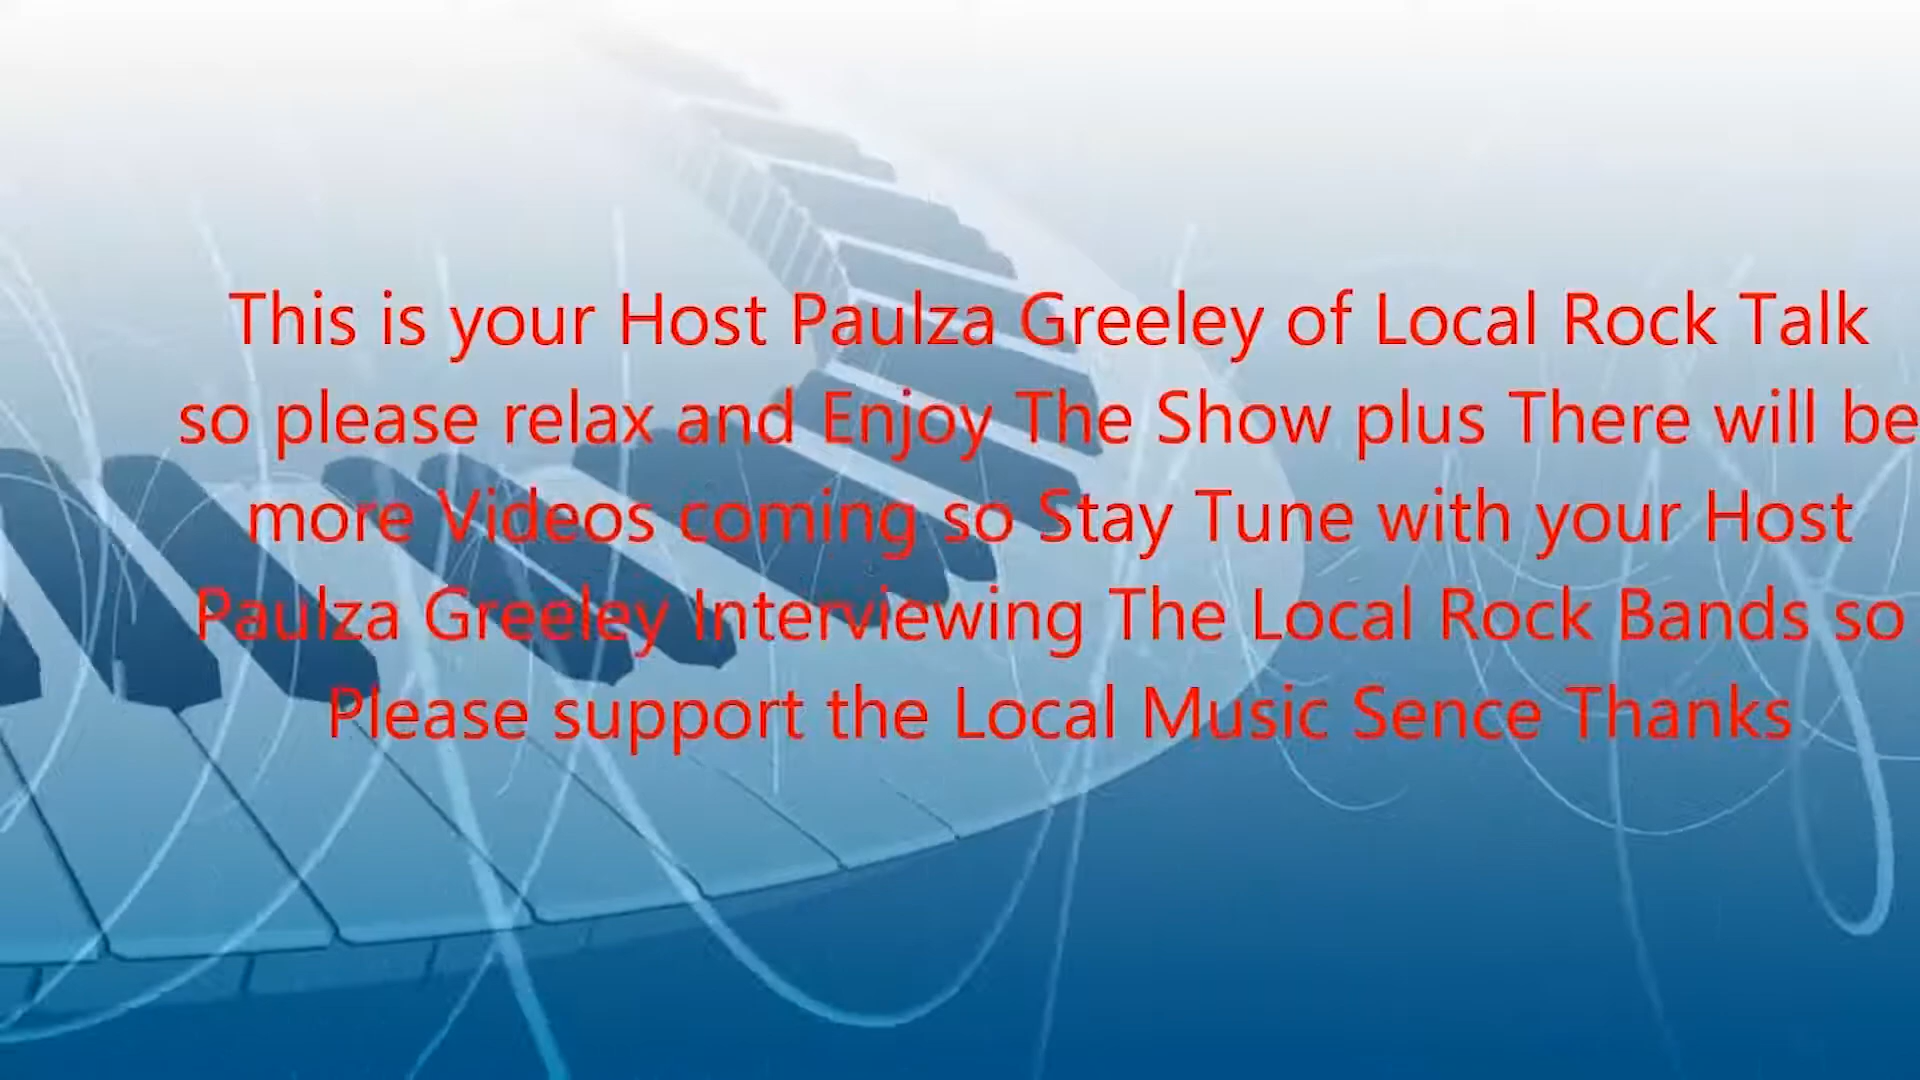 This is your Host Paulza Greeley of Local Rock Talk
so please relax and Enjoy The Show plus There will be
more Videos coming so Stay Tune with your Host
Paulza Greeley Interviewing The Local Rock Bands so
Please support the Local Music Sence Thanks